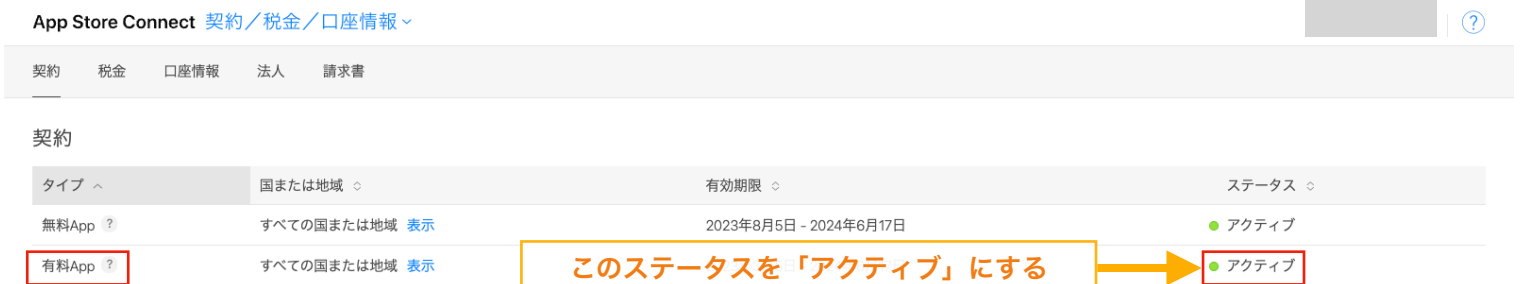 App Store Connect 契約／税金／口座情報
?
契約 税金 口座情報 法人 請求書
契約
タイプ 国または地域 有効期限 ステータス
無料App ? すべての国または地域 表示 2023年8月5日 - 2024年6月17日 アクティブ
有料App ? すべての国または地域 表示 このステータスを「アクティブ」にする アクティブ